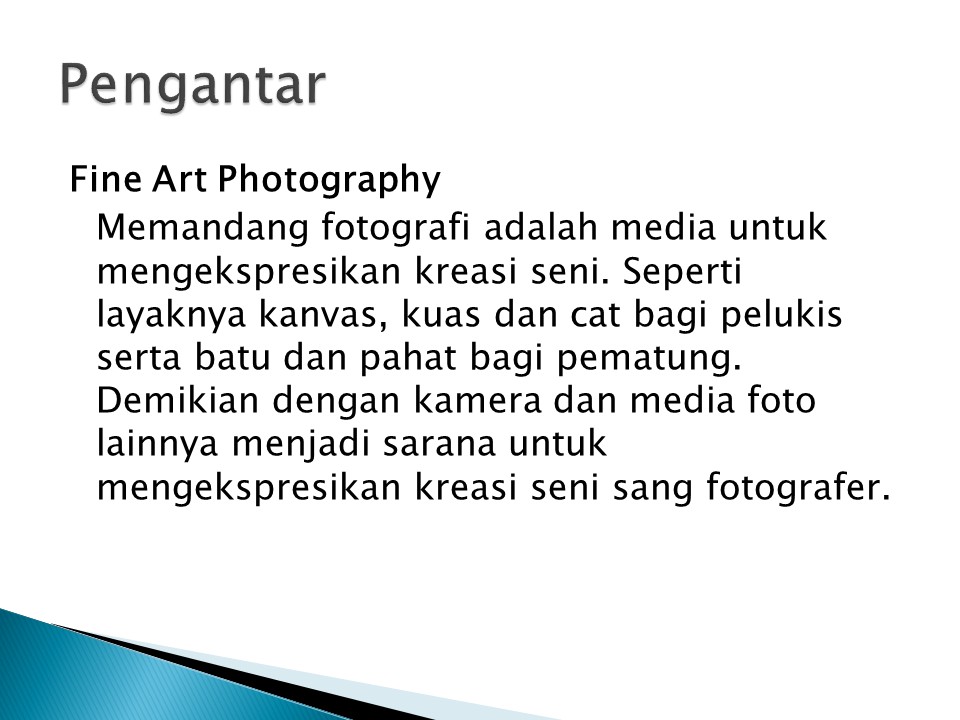 Pengantar
Fine Art Photography
Memandang fotografi adalah media untuk
mengekspresikan kreasi seni. Seperti
layaknya kanvas, kuas dan cat bagi pelukis
serta batu dan pahat bagi pematung.
Demikian dengan kamera dan media foto
lainnya menjadi sarana untuk
mengekspresikan kreasi seni sang fotografer.